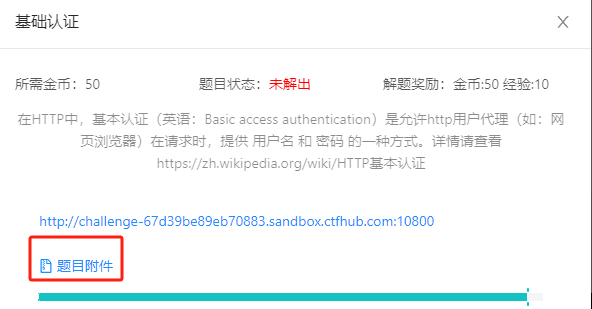 基础认证
所需金币：50 题目状态：未解出 解题奖励：金币:50 经验:10
在HTTP中，基本认证（英语：Basic access authentication）是允许http用户代理（如：网
页浏览器）在请求时，提供 用户名 和 密码 的一种方式。详情请查看
https://zh.wikipedia.org/wiki/HTTP基本认证
http://challenge-67d39be89eb70883.sandbox.ctfhub.com:10800
题目附件